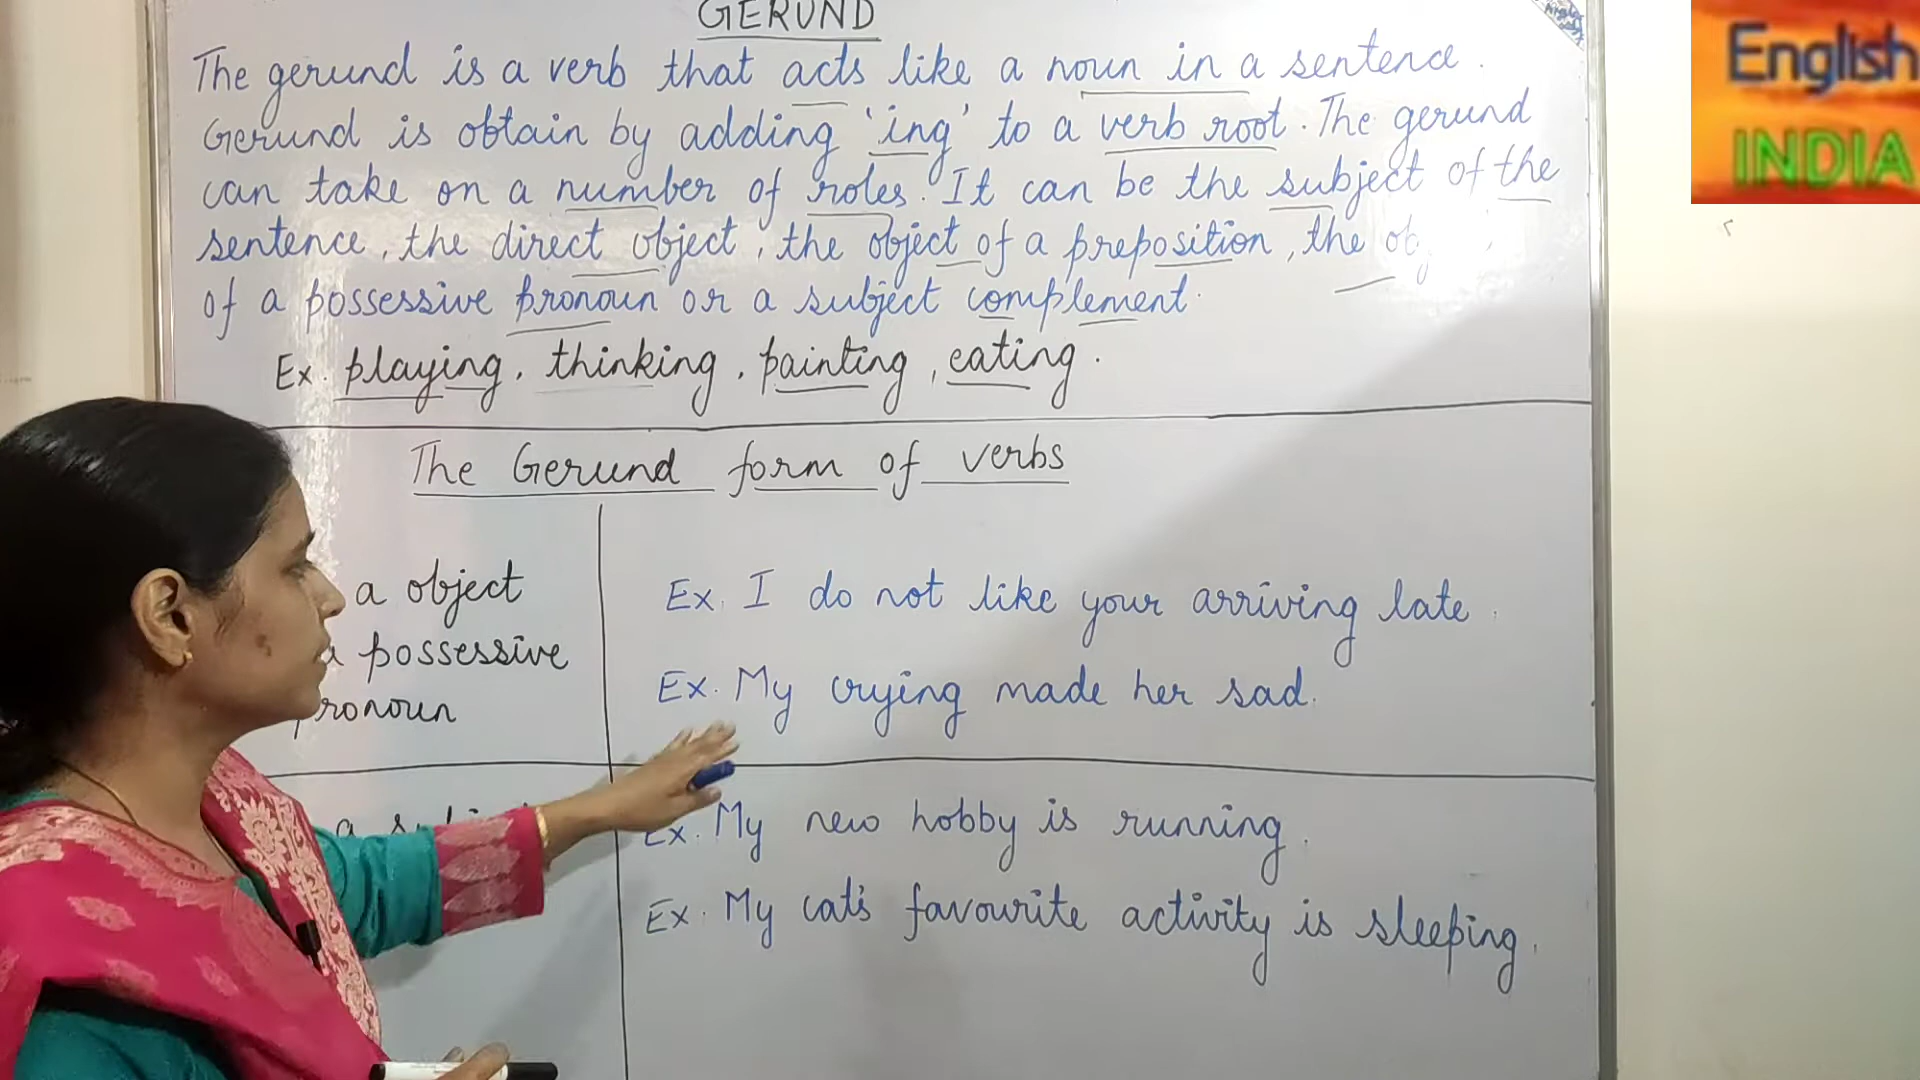 GERUND
The gerund is a verb that acts like a noun in a sentence.
Gerund is obtain by adding 'ing' to a verb root. The gerund
can take on a number of roles. It can be the subject of the
sentence, the direct object, the object of a preposition, the
of a possessive pronoun or a subject complement.
Ex. playing, thinking, painting, eating.
The Gerund form of verbs
a object
a possessive
pronoun
Ex. I do not like your arriving late.
Ex. My crying made her sad.
a
Ex. My new hobby is running.
Ex. My cat's favourite activity is sleeping.
English
INDIA